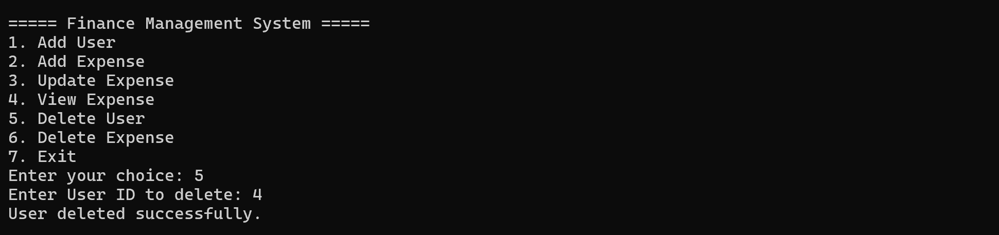 ===== Finance Management System =====
1. Add User
2. Add Expense
3. Update Expense
4. View Expense
5. Delete User
6. Delete Expense
7. Exit
Enter your choice: 5
Enter User ID to delete: 4
User deleted successfully.